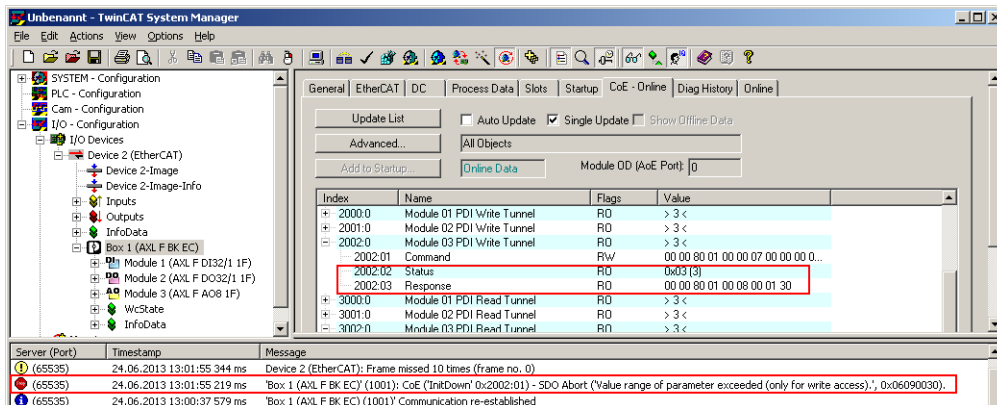 Unbenannt - TwinCAT System Manager
File Edit Actions View Options Help
SYSTEM - Configuration
PLC - Configuration
Cam - Configuration
I/O - Configuration
I/O Devices
Device 2 (EtherCAT)
Device 2-Image
Device 2-Image-Info
Inputs
Outputs
InfoData
Box 1 (AXL F BK EC)
Module 1 (AXL F DI32/1 1F)
Module 2 (AXL F DO32/1 1F)
Module 3 (AXL F AO8 1F)
WcState
InfoData
General EtherCAT DC Process Data Slots Startup CoE - Online Diag History Online
Update List Auto Update Single Update Show Offline Data
Advanced... All Objects
Add to Startup... Online Data Module OD (AoE Port): 0
Index Name Flags Value
2000:0 Module 01 PDI Write Tunnel RO > 3 <
2001:0 Module 02 PDI Write Tunnel RO > 3 <
2002:0 Module 03 PDI Write Tunnel RO > 3 <
2002:01 Command RW 00 00 80 01 00 00 07 00 00 00 0...
2002:02 Status RO 0x03 (3)
2002:03 Response RO 00 00 80 01 00 08 00 01 30
3000:0 Module 01 PDI Read Tunnel RO > 3 <
3001:0 Module 02 PDI Read Tunnel RO > 3 <
3002:0 Module 03 PDI Read Tunnel RO > 3 <
Server (Port) Timestamp Message
(65535) 24.06.2013 13:01:55 344 ms Device 2 (EtherCAT): Frame missed 10 times (frame no. 0)
(65535) 24.06.2013 13:01:55 219 ms 'Box 1 (AXL F BK EC)' (1001): CoE ('InitDown' 0x2002:01) - SDO Abort ('Value range of parameter exceeded (only for write access).', 0x06090030).
(65535) 24.06.2013 13:00:37 579 ms 'Box 1 (AXL F BK EC) (1001)' Communication re-established